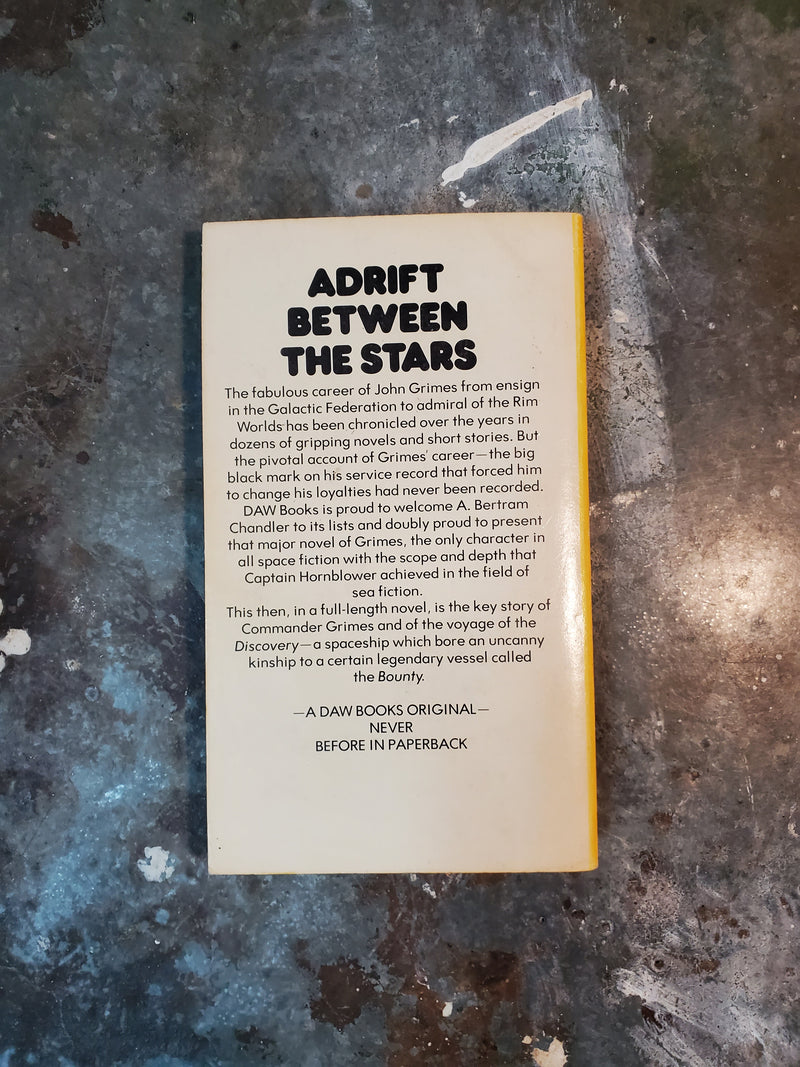 ADRIFT
BETWEEN
THE STARS
The fabulous career of John Grimes from ensign
in the Galactic Federation to admiral of the Rim
Worlds has been chronicled over the years in
dozens of gripping novels and short stories. But
the pivotal account of Grimes' career—the big
black mark on his service record that forced him
to change his loyalties had never been recorded.
DAW Books is proud to welcome A. Bertram
Chandler to its lists and doubly proud to present
that major novel of Grimes, the only character in
all space fiction with the scope and depth that
Captain Hornblower achieved in the field of
sea fiction.
This then, in a full-length novel, is the key story of
Commander Grimes and of the voyage of the
Discovery—a spaceship which bore an uncanny
kinship to a certain legendary vessel called
the Bounty.
—A DAW BOOKS ORIGINAL—
NEVER
BEFORE IN PAPERBACK